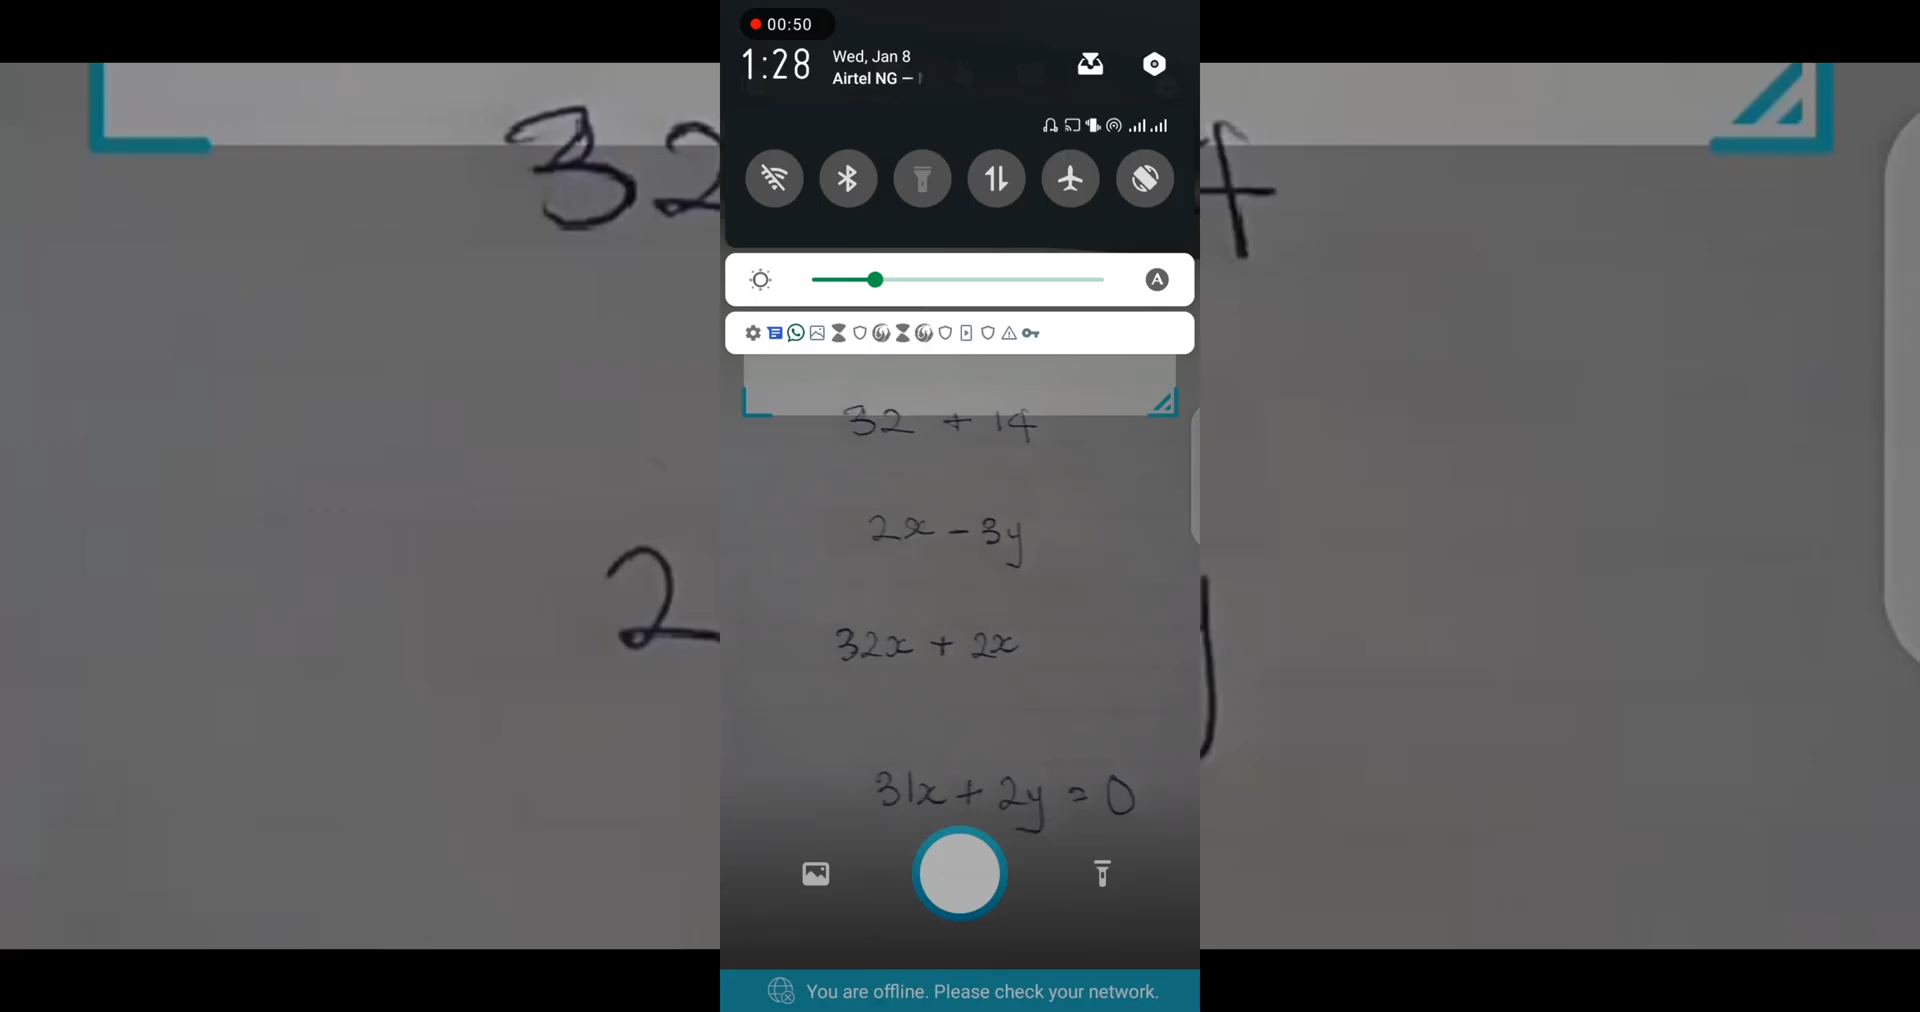 00:50
1:28 Wed, Jan 8
Airtel NG –
A
32 + 14
2x - 3y
32x + 2x
31x + 2y = 0
You are offline. Please check your network.